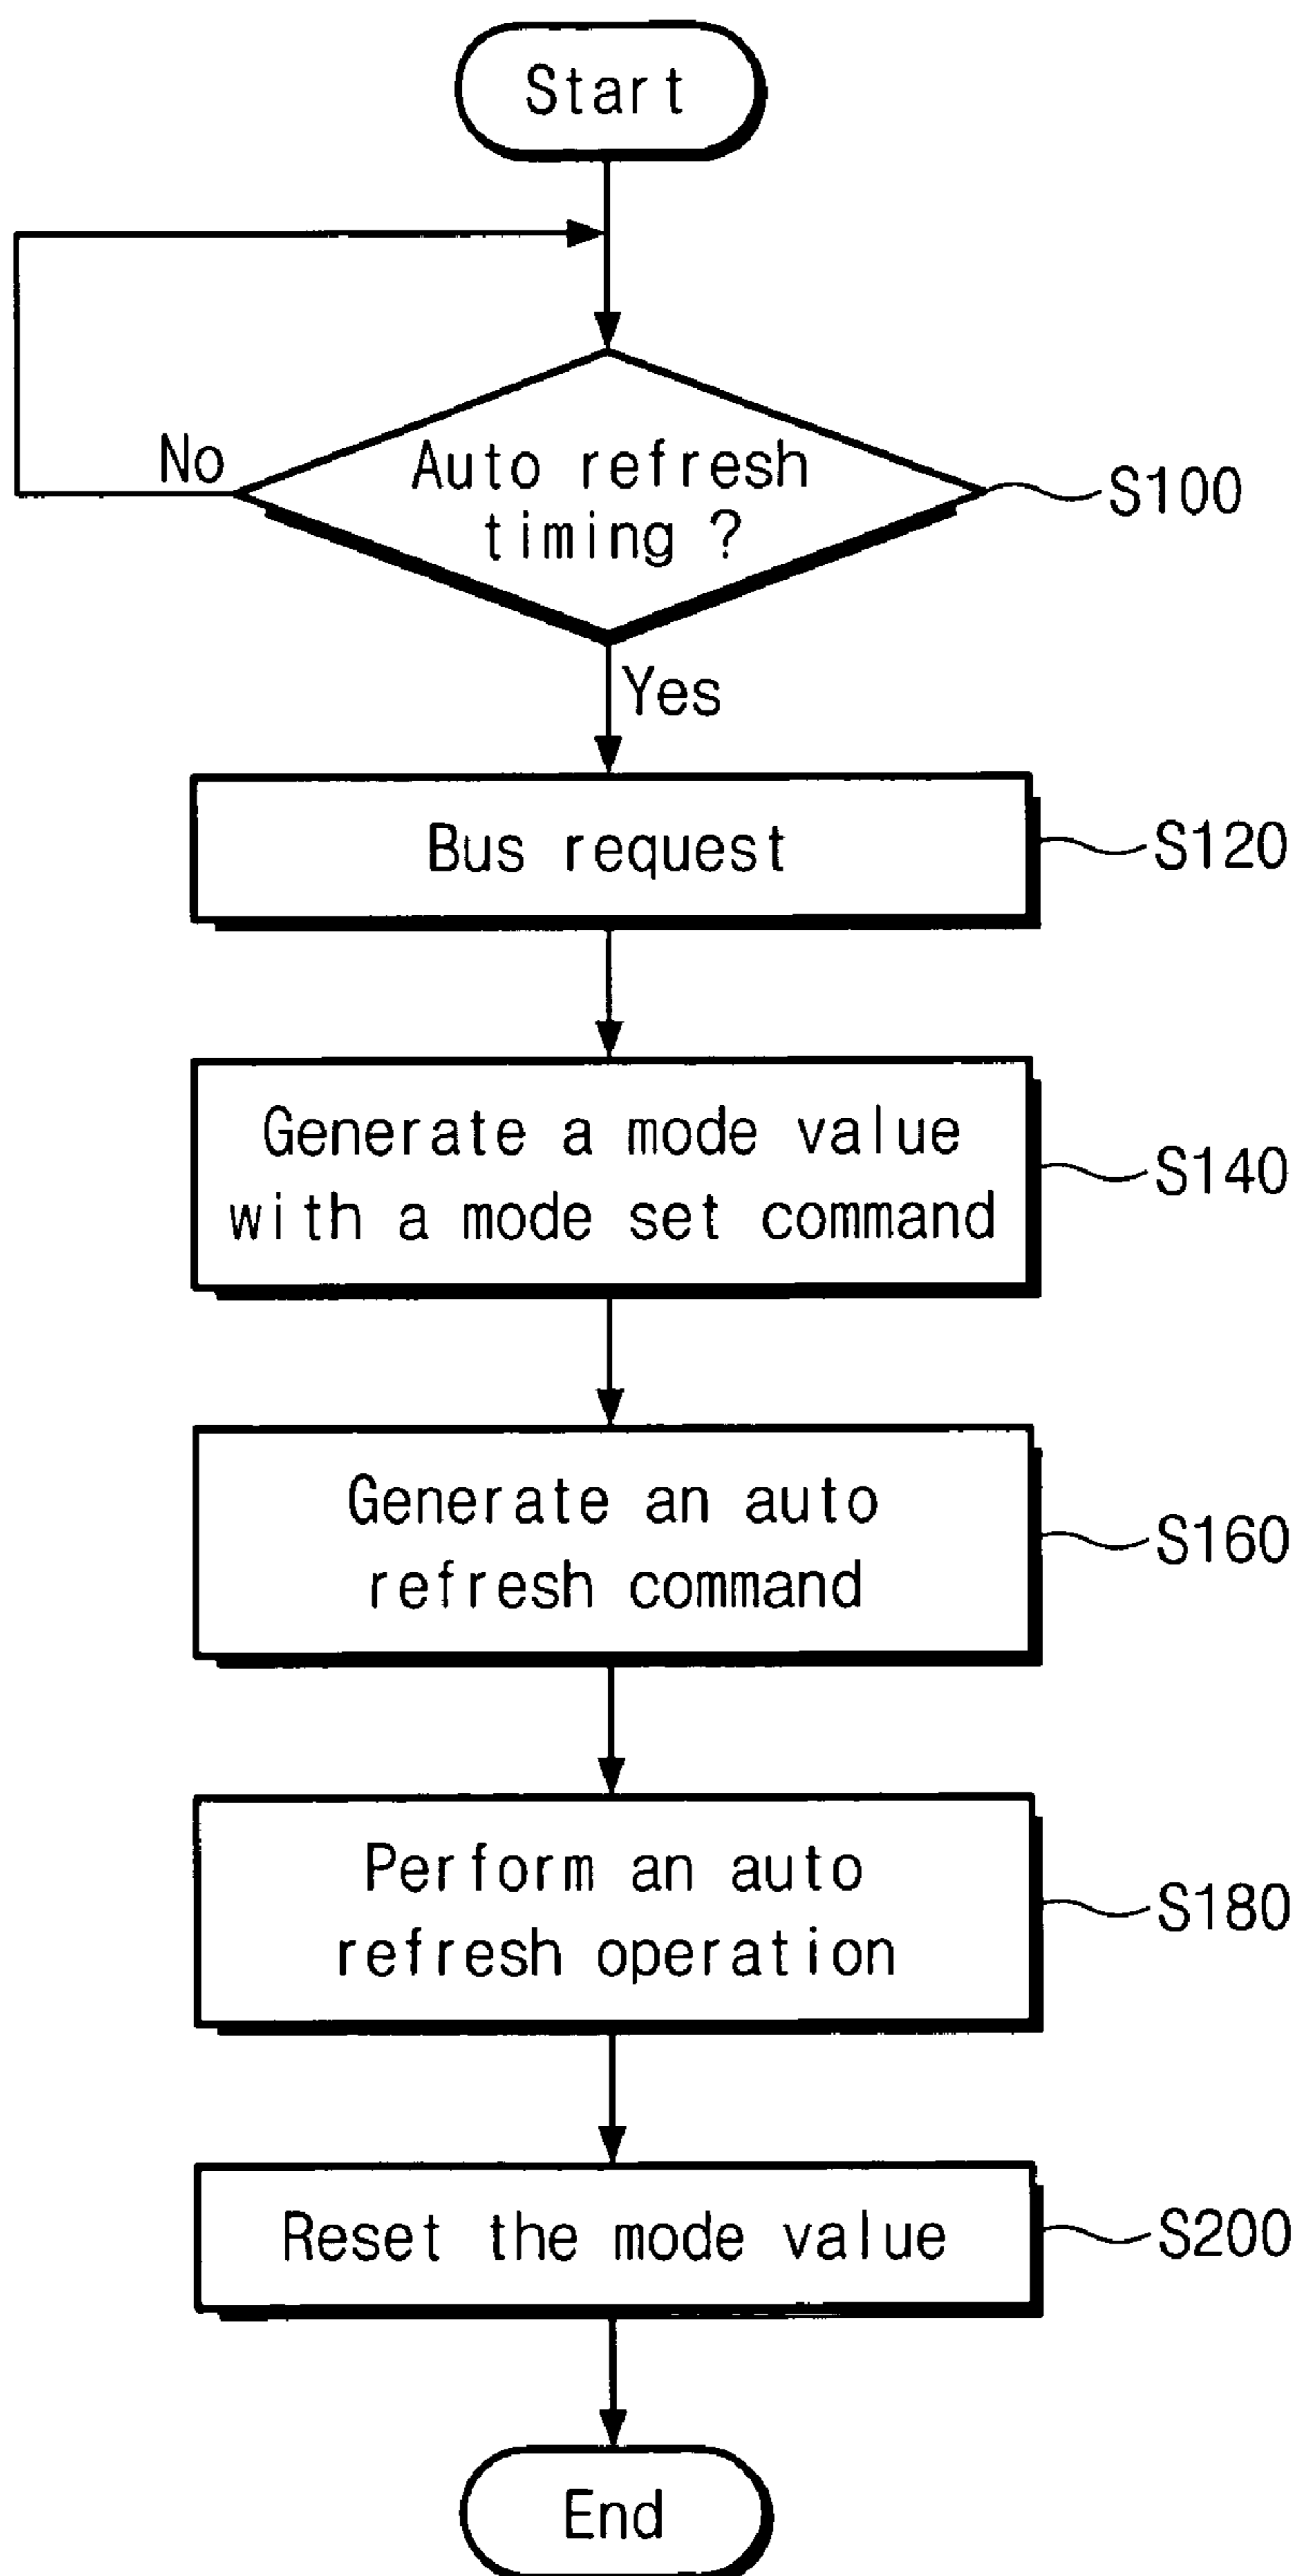 Start
No
Auto refresh
timing ?
S100
Yes
Bus request
S120
Generate a mode value
with a mode set command
S140
Generate an auto
refresh command
S160
Perform an auto
refresh operation
S180
Reset the mode value
S200
End